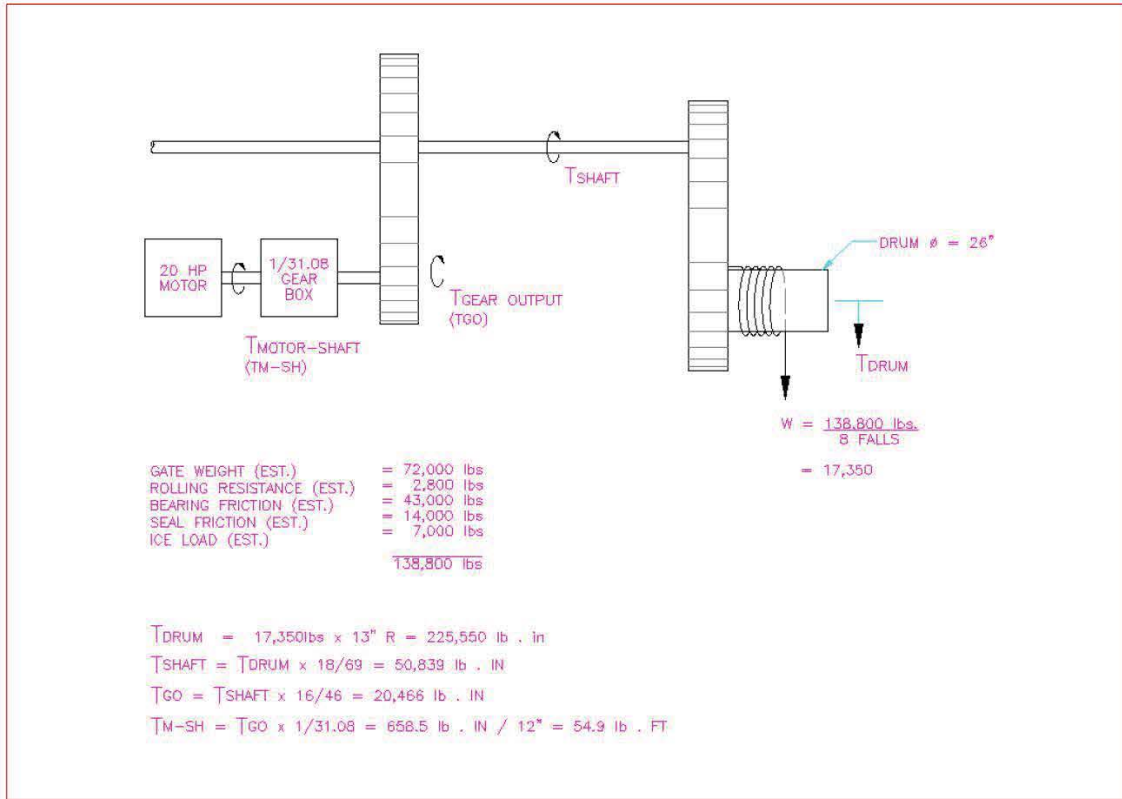 TSHAFT
DRUM ø = 26"
20 HP
MOTOR
1/31.08
GEAR
BOX
TGEAR OUTPUT
(TGO)
TMOTOR-SHAFT
(TM-SH)
TDRUM
W = 138,800 lbs.
8 FALLS
= 17,350
GATE WEIGHT (EST.) = 72,000 lbs
ROLLING RESISTANCE (EST.) = 2,800 lbs
BEARING FRICTION (EST.) = 43,000 lbs
SEAL FRICTION (EST.) = 14,000 lbs
ICE LOAD (EST.) = 7,000 lbs
138,800 lbs
TDRUM = 17,350lbs x 13" R = 225,550 lb . in
TSHAFT = TDRUM x 18/69 = 50,839 lb . IN
TGO = TSHAFT x 16/46 = 20,466 lb . IN
TM-SH = TGO x 1/31.08 = 658.5 lb . IN / 12" = 54.9 lb . FT